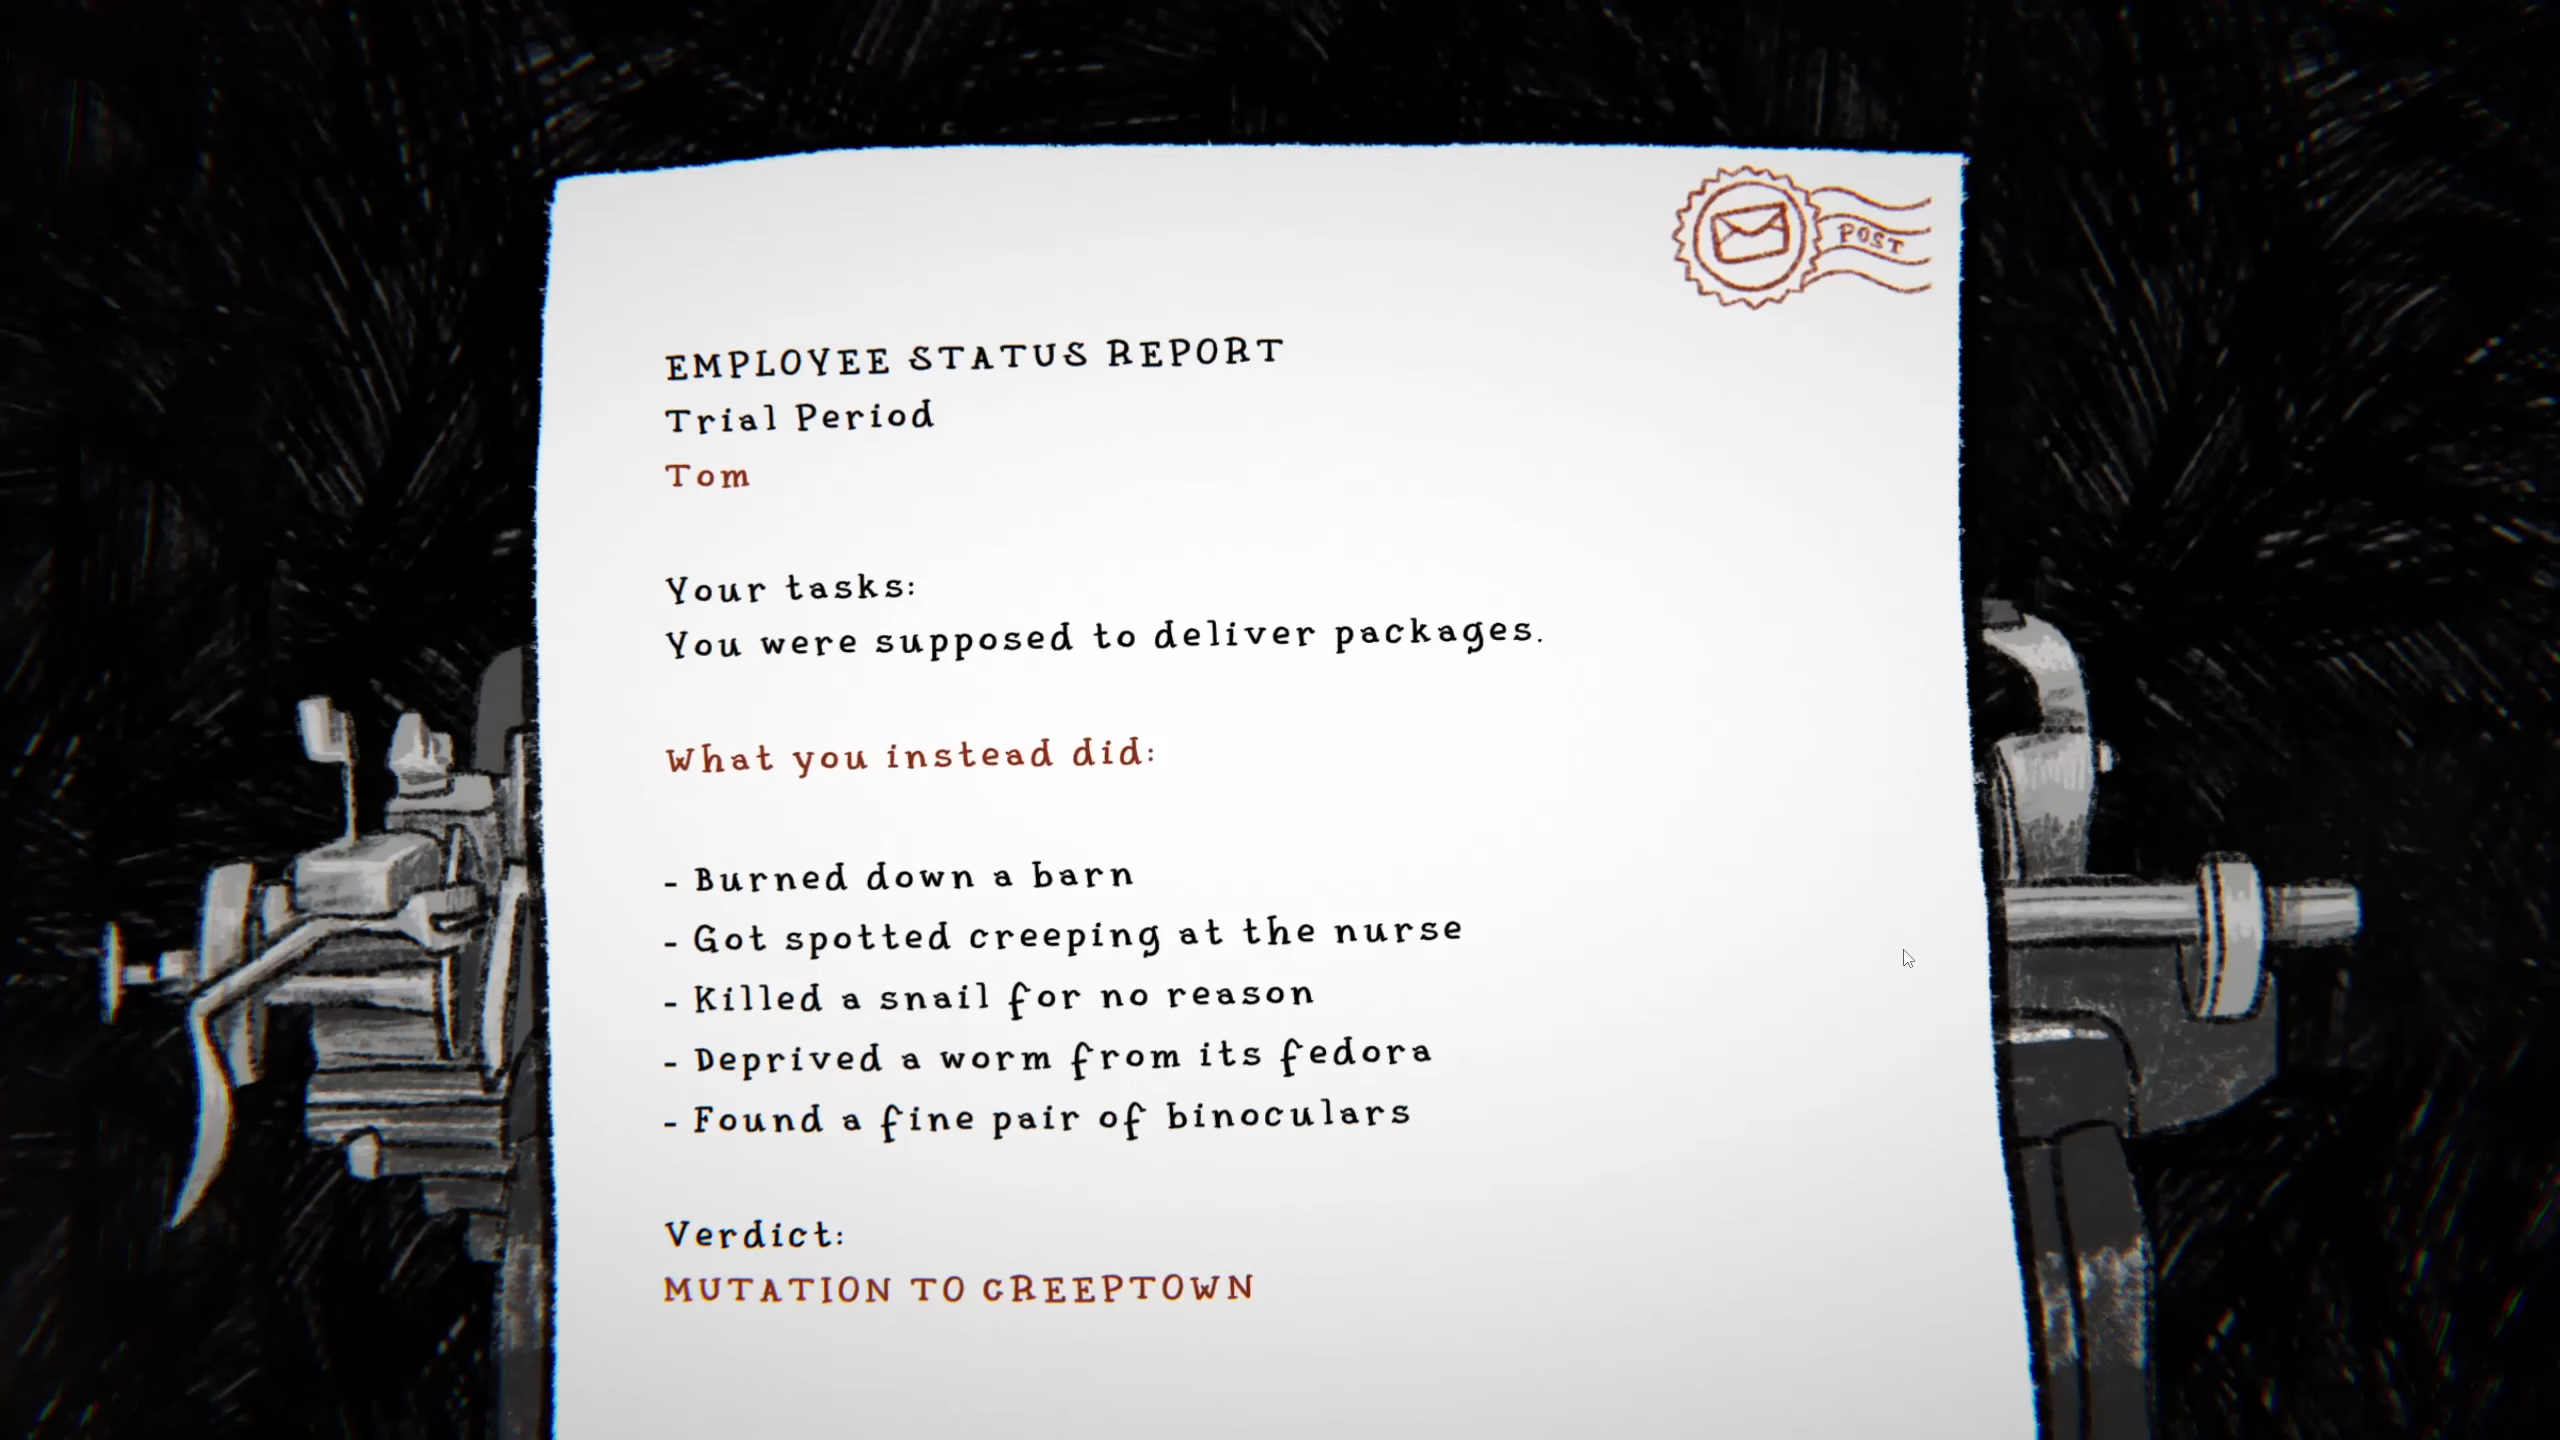 POST
EMPLOYEE STATUS REPORT
Trial Period
Tom
Your tasks:
You were supposed to deliver packages.
What you instead did:
- Burned down a barn
- Got spotted creeping at the nurse
- Killed a snail for no reason
- Deprived a worm from its fedora
- Found a fine pair of binoculars
Verdict:
MUTATION TO CREEPTOWN